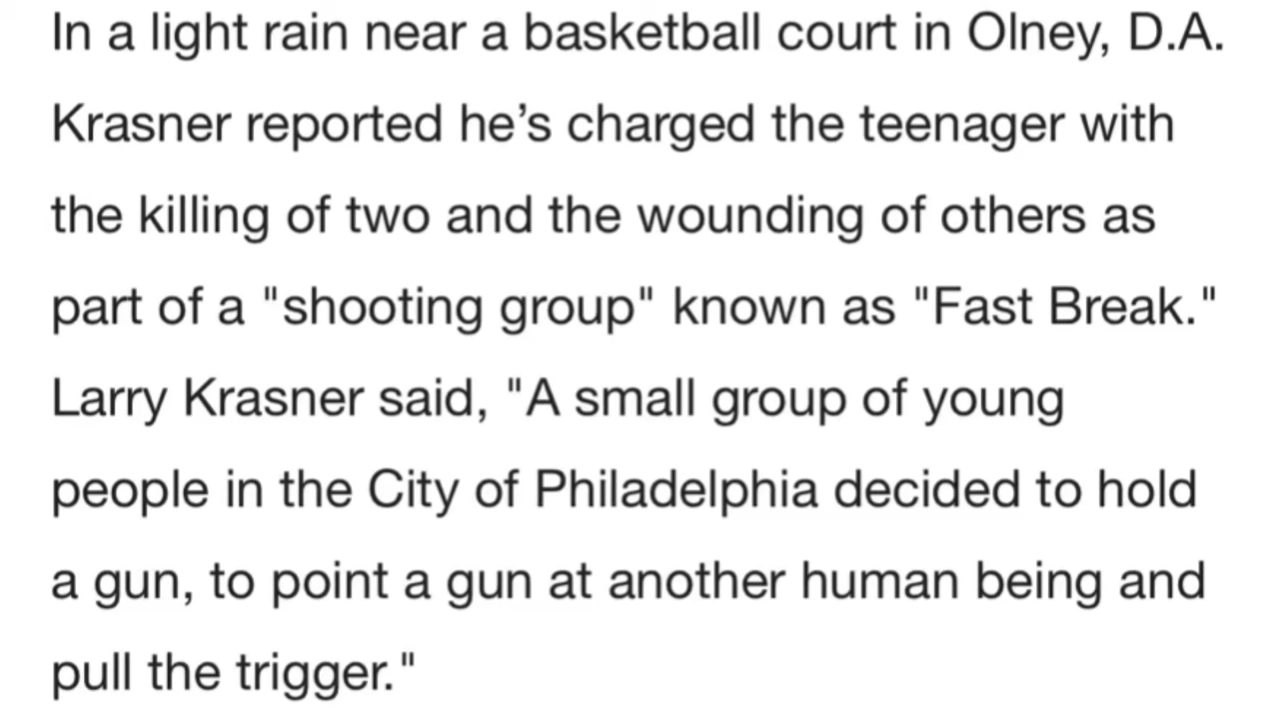 In a light rain near a basketball court in Olney, D.A.
Krasner reported he’s charged the teenager with
the killing of two and the wounding of others as
part of a "shooting group" known as "Fast Break."
Larry Krasner said, "A small group of young
people in the City of Philadelphia decided to hold
a gun, to point a gun at another human being and
pull the trigger."